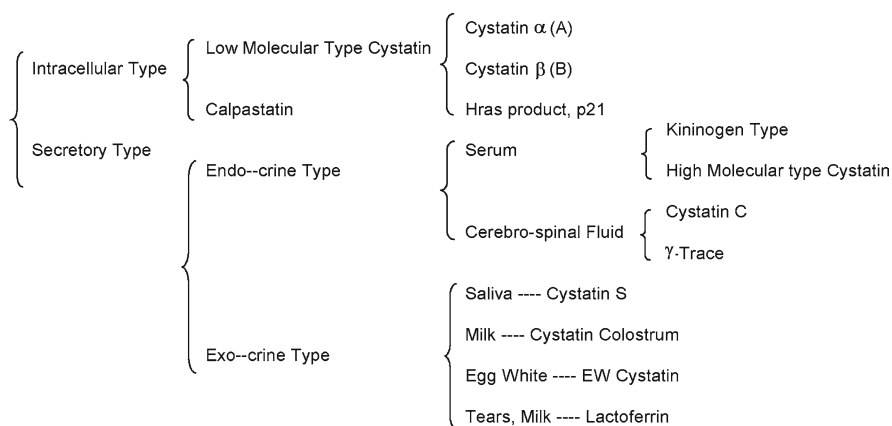 Cystatin α (A)
Low Molecular Type Cystatin
Intracellular Type
Cystatin β (B)
Calpastatin
Hras product, p21
Kininogen Type
Secretory Type
Serum
Endo--crine Type
High Molecular type Cystatin
Cystatin C
Cerebro-spinal Fluid
γ-Trace
Saliva ---- Cystatin S
Milk ---- Cystatin Colostrum
Exo--crine Type
Egg White ---- EW Cystatin
Tears, Milk ---- Lactoferrin